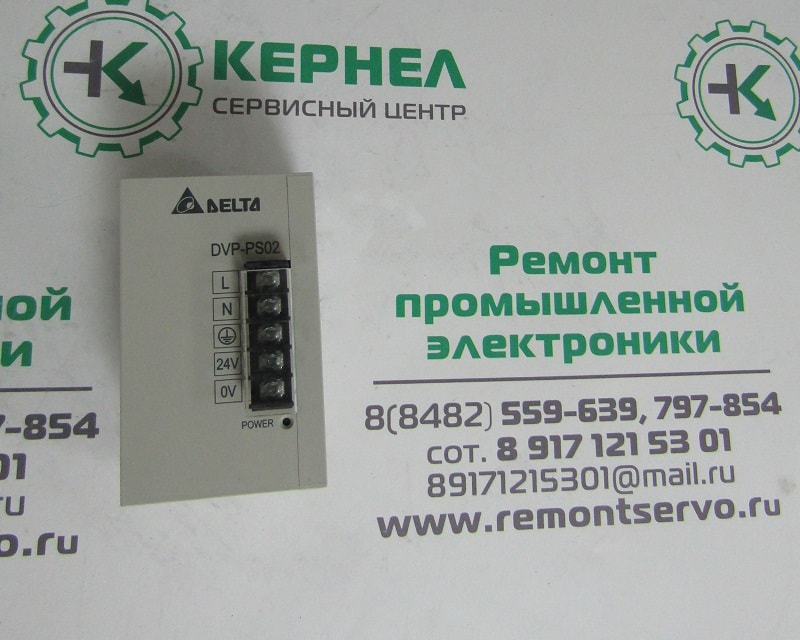 КЕРНЕЛ
СЕРВИСНЫЙ ЦЕНТР
DELTA
DVP-PS02
L
N
24V
0V
POWER
Ремонт
промышленной
электроники
8(8482) 559-639, 797-854
сот. 8 917 121 53 01
89171215301@mail.ru
www.remontservo.ru
ной
и
7-854
01
ru
o.ru